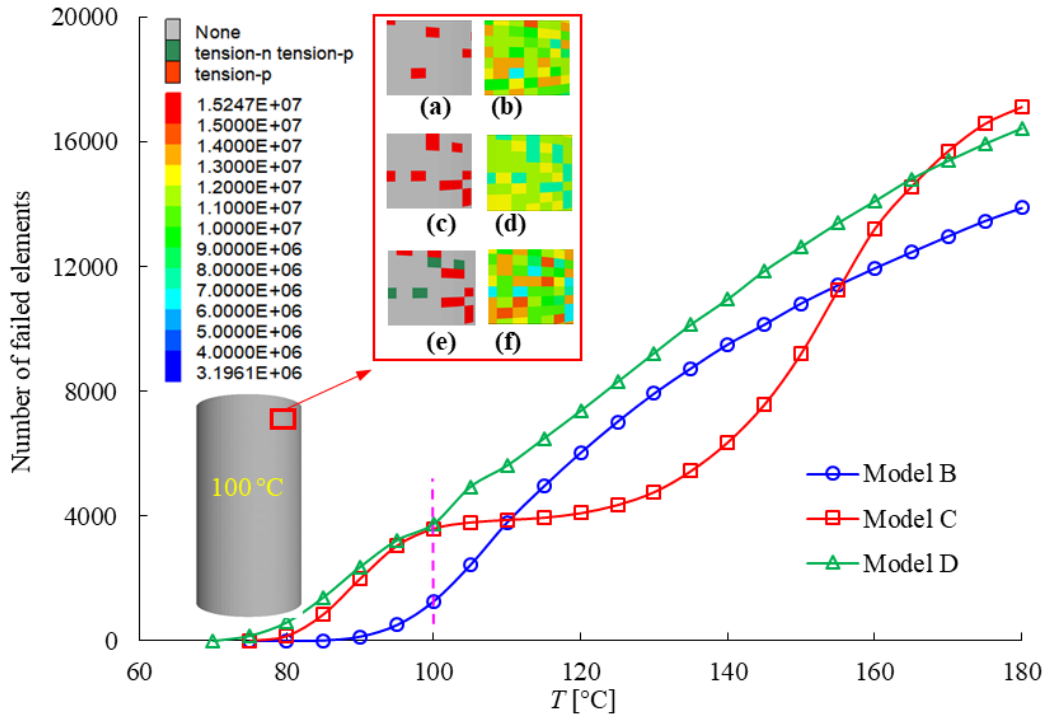 20000
16000
12000
8000
4000
0
Number of failed elements
None
tension-n tension-p
tension-p
1.5247E+07
1.5000E+07
1.4000E+07
1.3000E+07
1.2000E+07
1.1000E+07
1.0000E+07
9.0000E+06
8.0000E+06
7.0000E+06
6.0000E+06
5.0000E+06
4.0000E+06
3.1961E+06
(a) (b)
(c) (d)
(e) (f)
100 °C
Model B
Model C
Model D
60 80 100 120 140 160 180
T [°C]